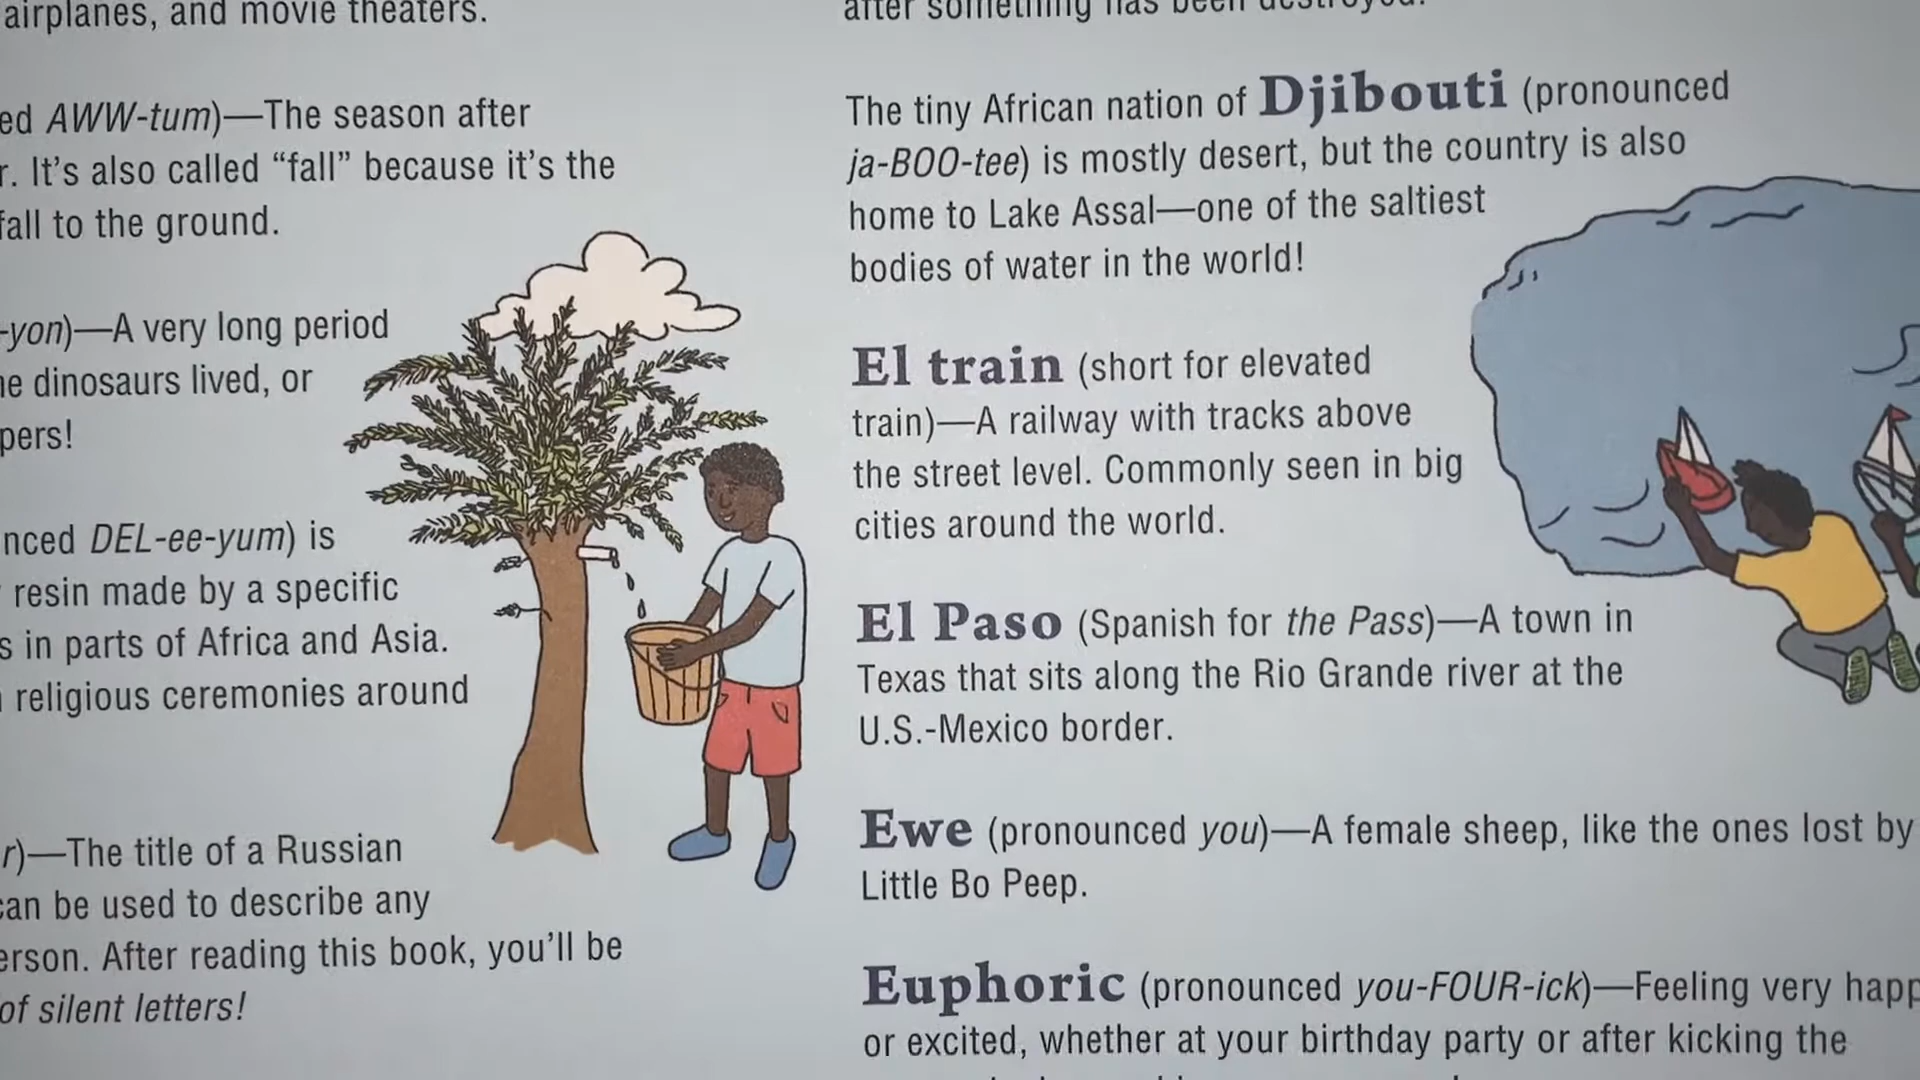 airplanes, and movie theaters.
AWW-tum)—The season after
It's also called “fall” because it's the
fall to the ground.
-yon)—A very long period
dinosaurs lived, or
DEL-ee-yum) is
resin made by a specific
in parts of Africa and Asia.
religious ceremonies around
r)—The title of a Russian
can be used to describe any
After reading this book, you'll be
of silent letters!
after something has been destroyed.
The tiny African nation of Djibouti (pronounced
ja-BOO-tee) is mostly desert, but the country is also
home to Lake Assal—one of the saltiest
bodies of water in the world!
El train (short for elevated
train)—A railway with tracks above
the street level. Commonly seen in big
cities around the world.
El Paso (Spanish for the Pass)—A town in
Texas that sits along the Rio Grande river at the
U.S.-Mexico border.
Ewe (pronounced you)—A female sheep, like the ones lost by
Little Bo Peep.
Euphoric (pronounced you-FOUR-ick)—Feeling very
or excited, whether at your birthday party or after kicking the